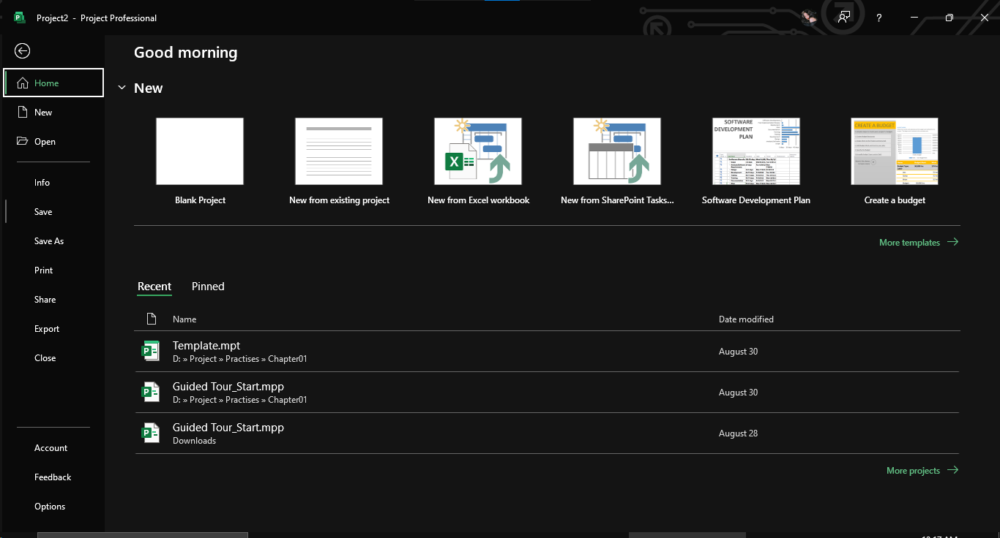 Project2 - Project Professional
?
Good morning
Home
New
New
Open
Info
Save
Save As
Print
Share
Export
Close
Account
Feedback
Options
X
SOFTWARE
DEVELOPMENT
PLAN
CREATE A BUDGET
Blank Project
New from existing project
New from Excel workbook
New from SharePoint Tasks...
Software Development Plan
Create a budget
More templates
Recent
Pinned
Name
Date modified
Template.mpt
D: » Project » Practises » Chapter01
August 30
Guided Tour_Start.mpp
D: » Project » Practises » Chapter01
August 30
Guided Tour_Start.mpp
Downloads
August 28
More projects